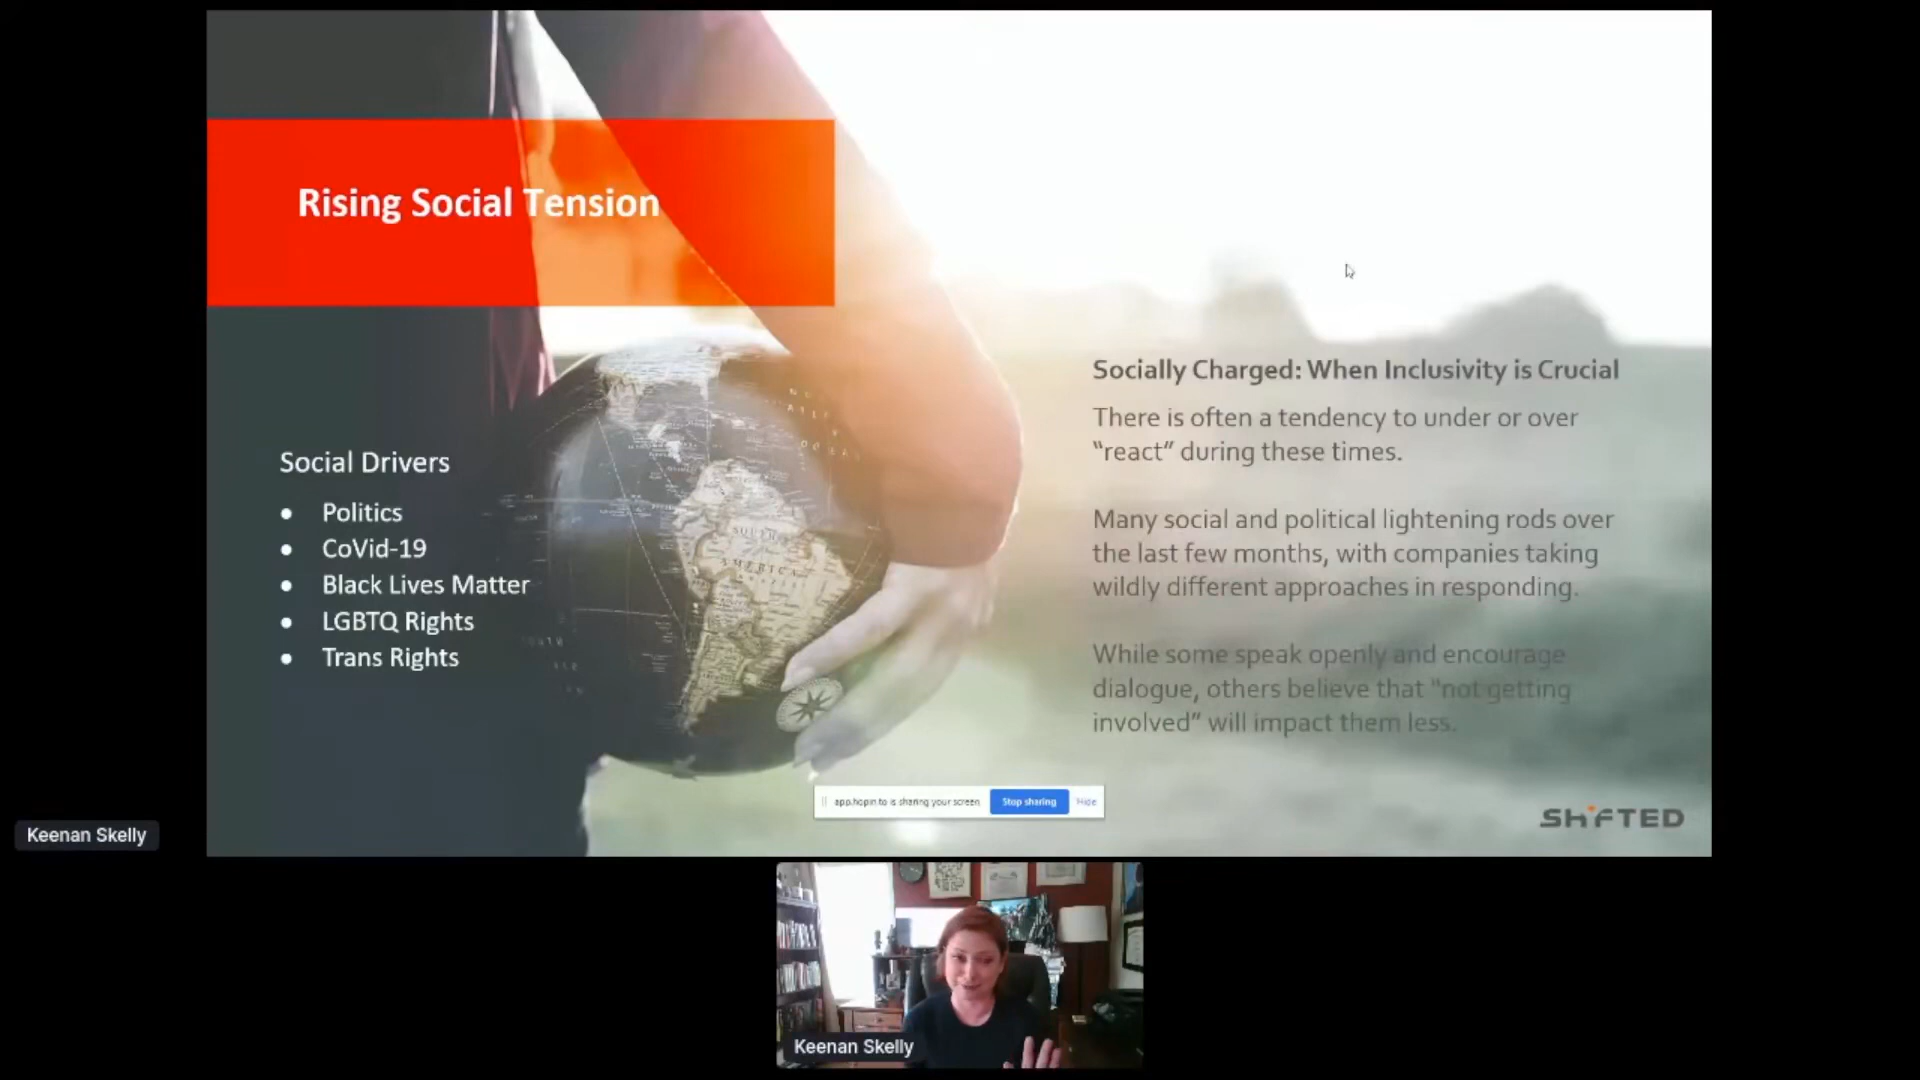 Rising Social Tension
Social Drivers
• Politics
• CoVid-19
• Black Lives Matter
• LGBTQ Rights
• Trans Rights
SOUTH
AMERICA
Socially Charged: When Inclusivity is Crucial
There is often a tendency to under or over
“react” during these times.
Many social and political lightening rods over
the last few months, with companies taking
wildly different approaches in responding.
While some speak openly and encourage
dialogue, others believe that “not getting
involved” will impact them less.
app.hopin.to is sharing your screen
Stop sharing
Hide
SHIFTED
Keenan Skelly
Keenan Skelly